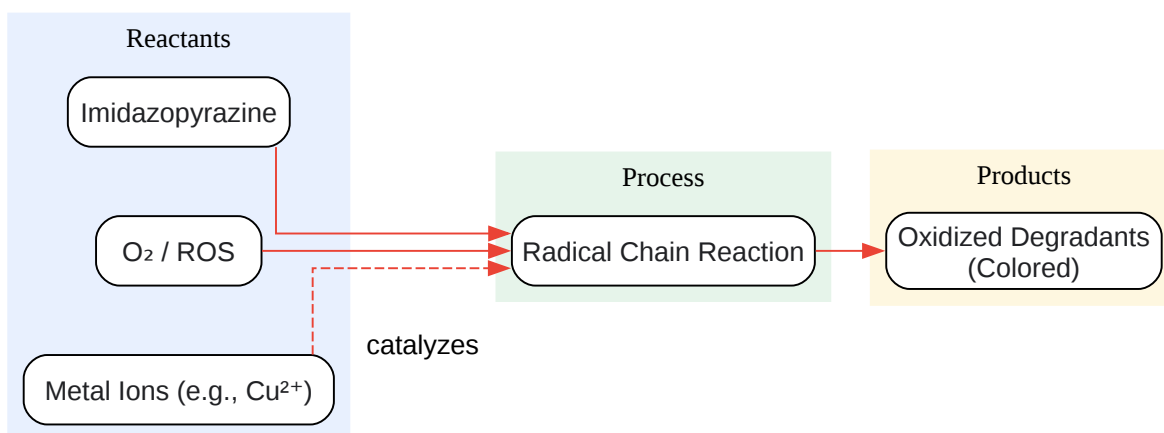 Reactants
Imidazopyrazine
O₂ / ROS
Metal Ions (e.g., Cu²⁺)
catalyzes
Process
Radical Chain Reaction
Products
Oxidized Degradants
(Colored)